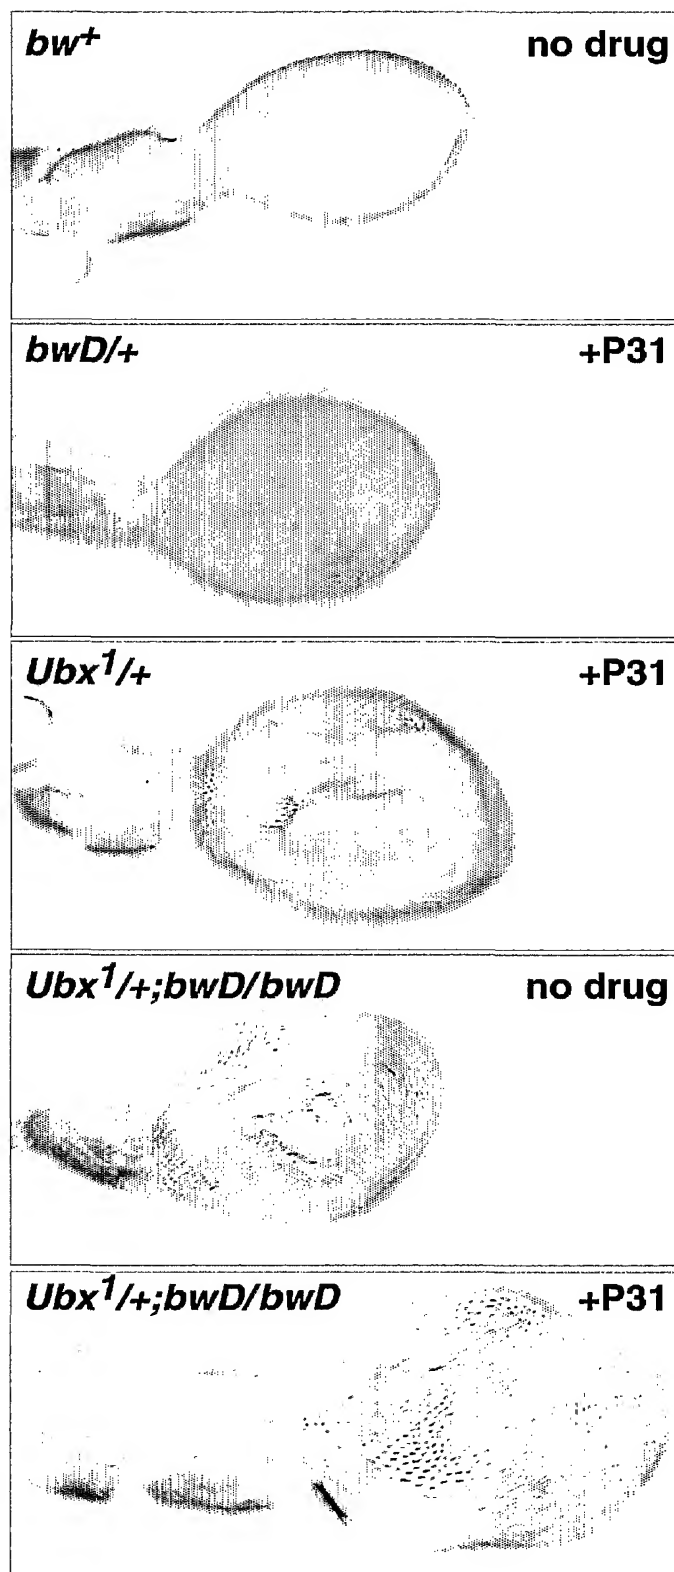 bw+ no drug
bwD/+ +P31
Ubx1/+ +P31
Ubx1/+;bwD/bwD no drug
Ubx1/+;bwD/bwD +P31